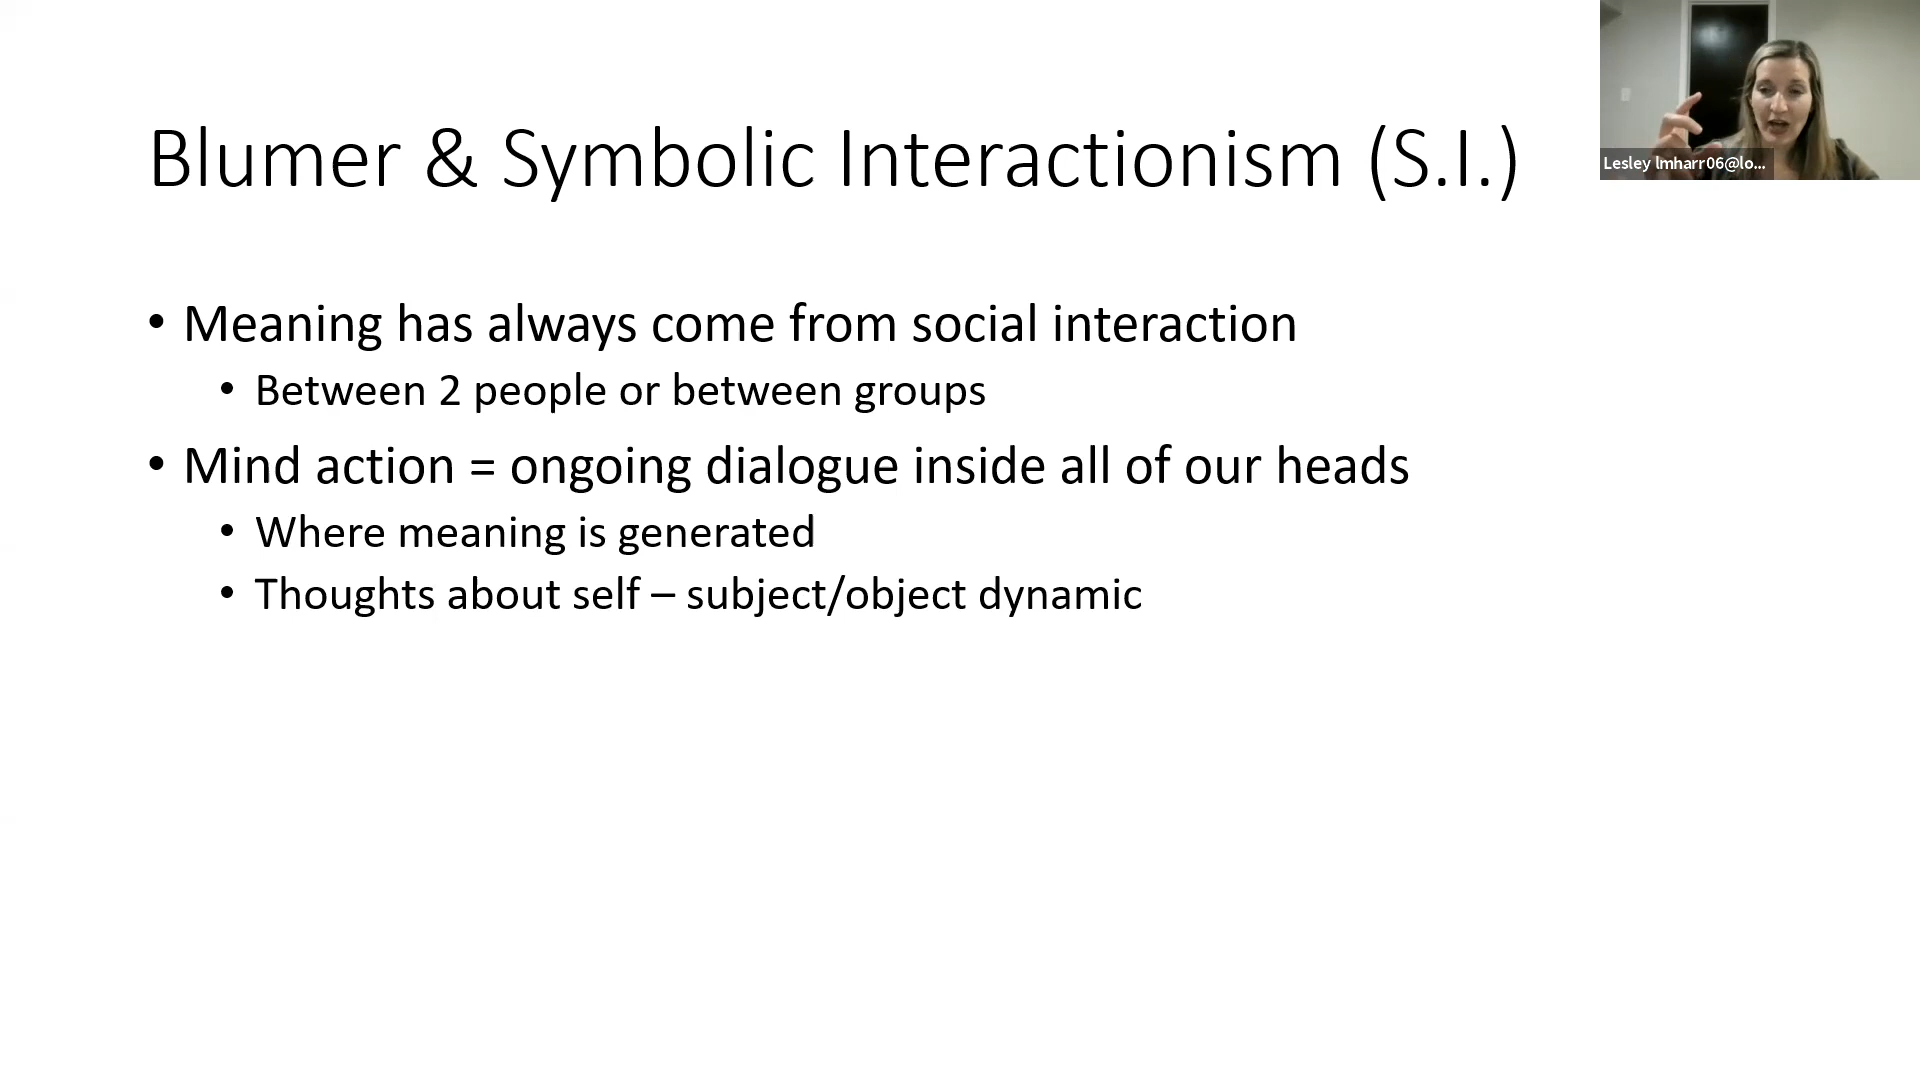 Blumer & Symbolic Interactionism (S.I.)
Lesley lmharr06@lo...
• Meaning has always come from social interaction
• Between 2 people or between groups
• Mind action = ongoing dialogue inside all of our heads
• Where meaning is generated
• Thoughts about self – subject/object dynamic